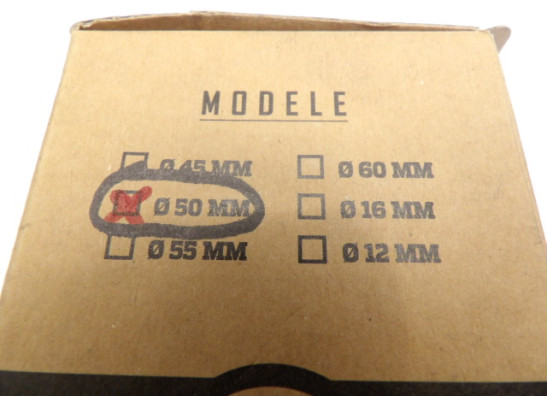 MODELE
Ø 45 MM
Ø 50 MM
Ø 55 MM
Ø 60 MM
Ø 16 MM
Ø 12 MM